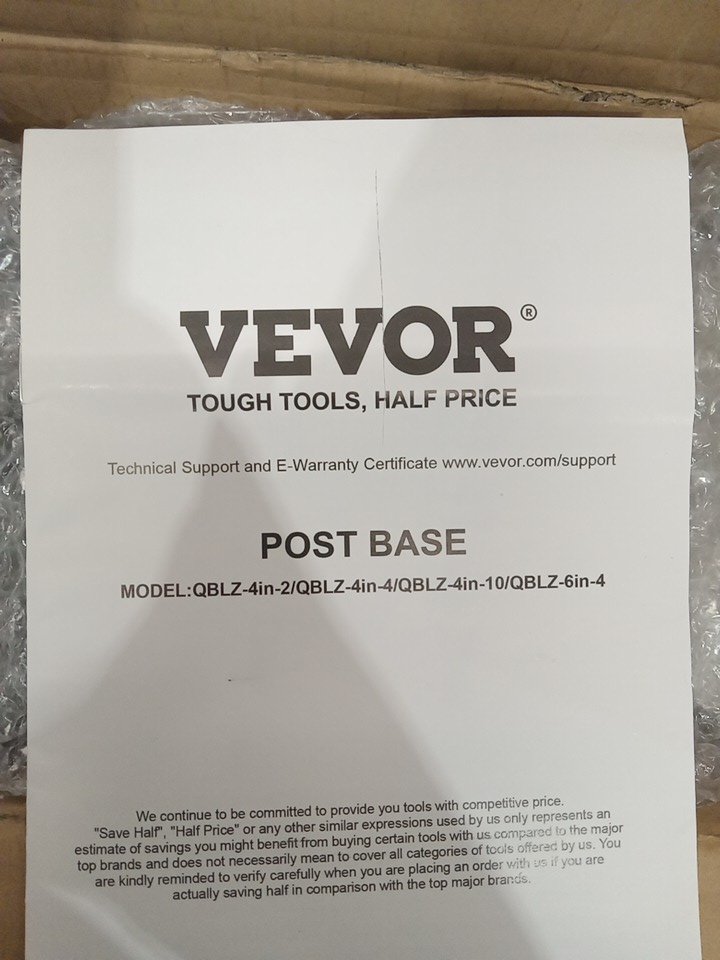 VEVOR®
TOUGH TOOLS, HALF PRICE
Technical Support and E-Warranty Certificate www.vevor.com/support
POST BASE
MODEL:QBLZ-4in-2/QBLZ-4in-4/QBLZ-4in-10/QBLZ-6in-4
We continue to be committed to provide you tools with competitive price.
"Save Half", "Half Price" or any other similar expressions used by us only represents an
estimate of savings you might benefit from buying certain tools with us compared to the major
top brands and does not necessarily mean to cover all categories of tools offered by us. You
are kindly reminded to verify carefully when you are placing an order with us if you are
actually saving half in comparison with the top major brands.